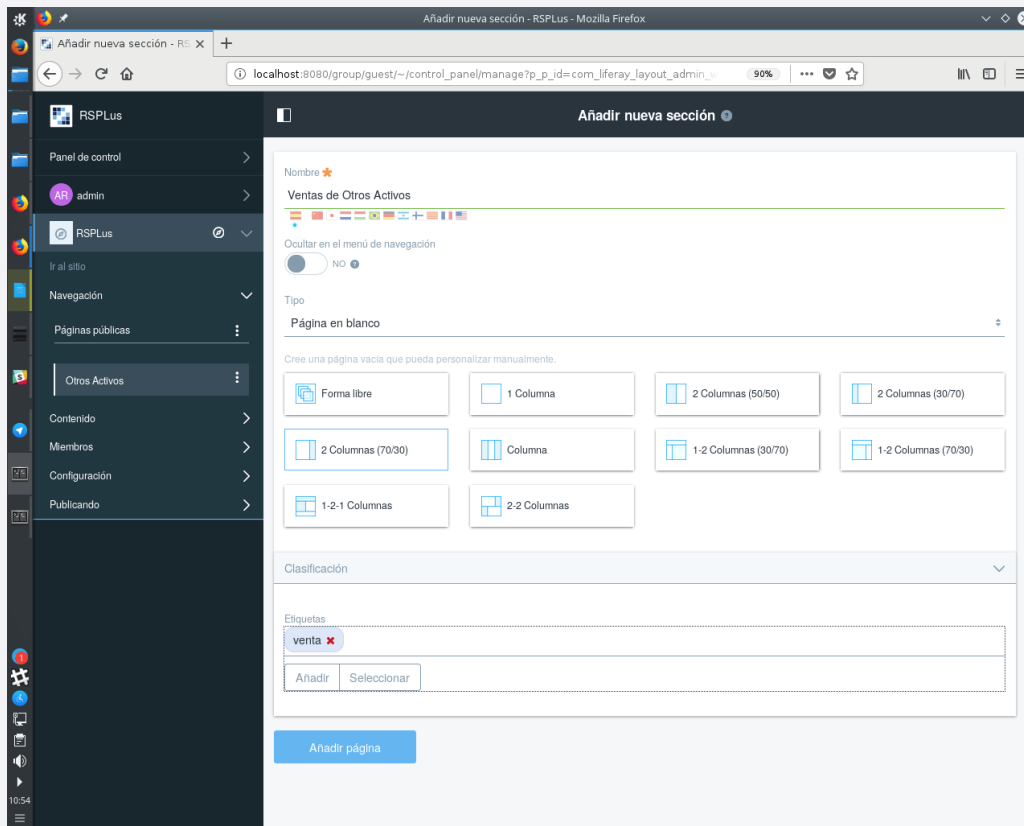 Añadir nueva sección - RSPLus - Mozilla Firefox
Añadir nueva sección - RS
localhost:8080/group/guest/~/control_panel/manage?p_p_id=com_liferay_layout_admin_w
90%
RSPLus
Añadir nueva sección
Panel de control
AR admin
RSPLus
Ir al sitio
Navegación
Páginas públicas
Otros Activos
Contenido
Miembros
Configuración
Publicando
Nombre
Ventas de Otros Activos
Ocultar en el menú de navegación
NO
Tipo
Página en blanco
Cree una página vacía que pueda personalizar manualmente.
Forma libre
1 Columna
2 Columnas (50/50)
2 Columnas (30/70)
2 Columnas (70/30)
Columna
1-2 Columnas (30/70)
1-2 Columnas (70/30)
1-2-1 Columnas
2-2 Columnas
Clasificación
Etiquetas
venta
Añadir
Seleccionar
Añadir página
1
10:54